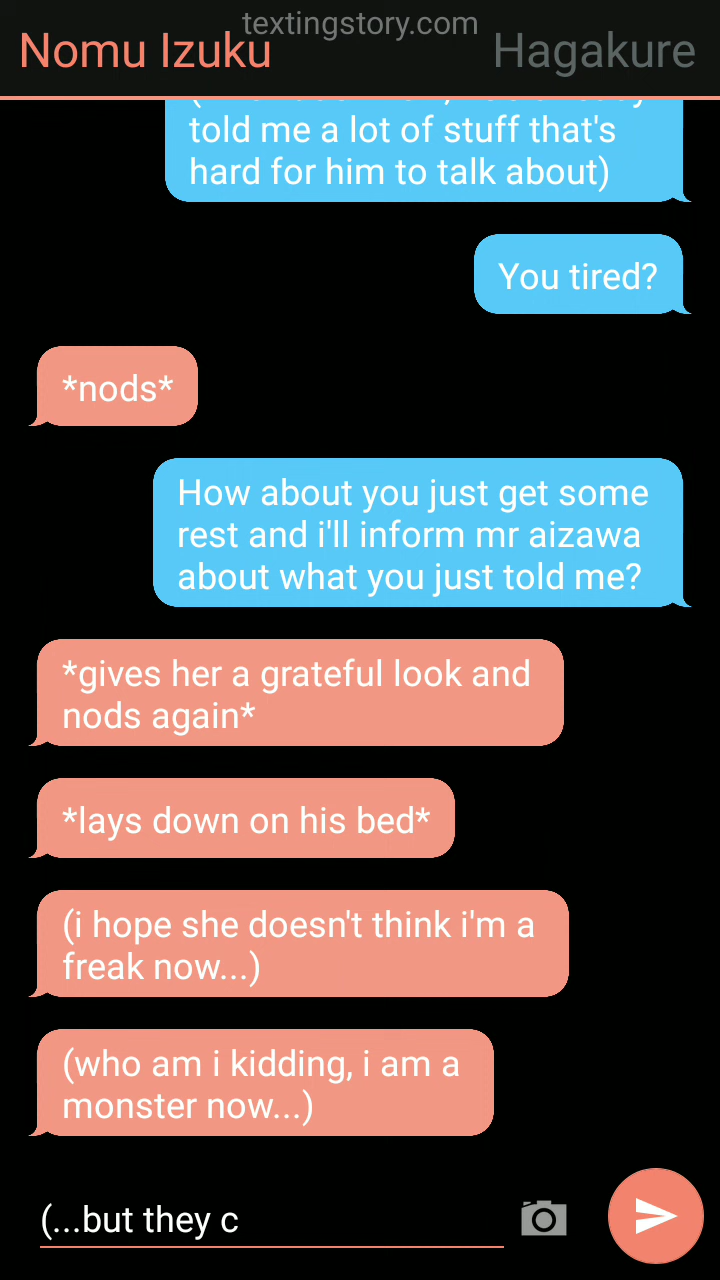 textingstory.com
Nomu Izuku
Hagakure
told me a lot of stuff that's
hard for him to talk about)
You tired?
*nods*
How about you just get some
rest and i'll inform mr aizawa
about what you just told me?
*gives her a grateful look and
nods again*
*lays down on his bed*
(i hope she doesn't think i'm a
freak now...)
(who am i kidding, i am a
monster now...)
(...but they c